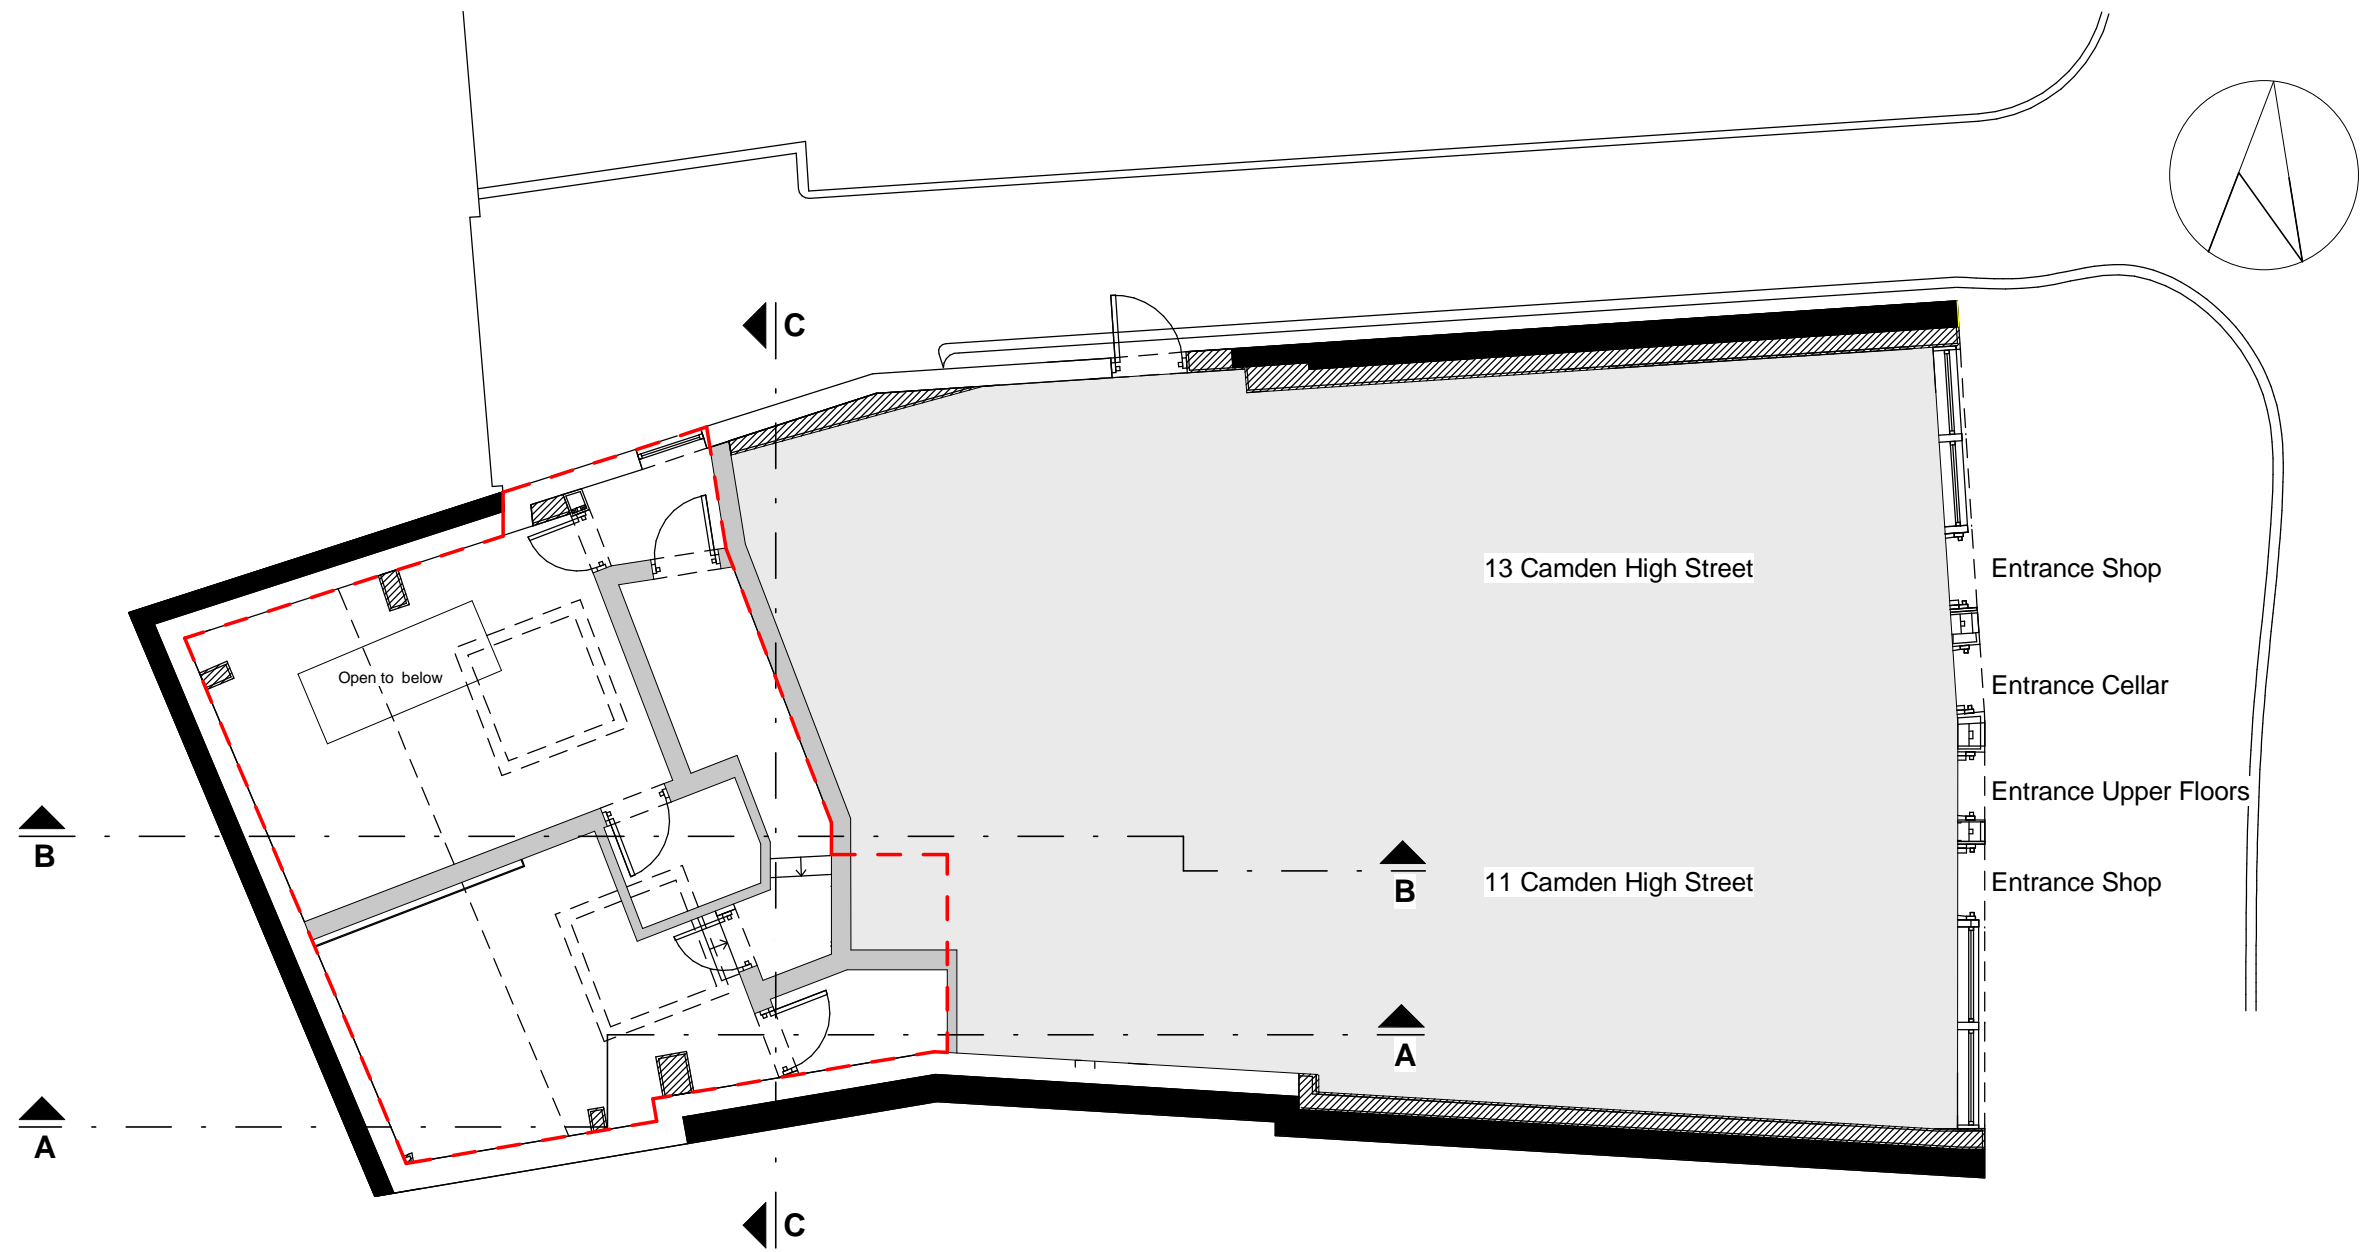 C
13 Camden High Street
Entrance Shop
Open to below
Entrance Cellar
Entrance Upper Floors
B
11 Camden High Street
Entrance Shop
B
A
A
C